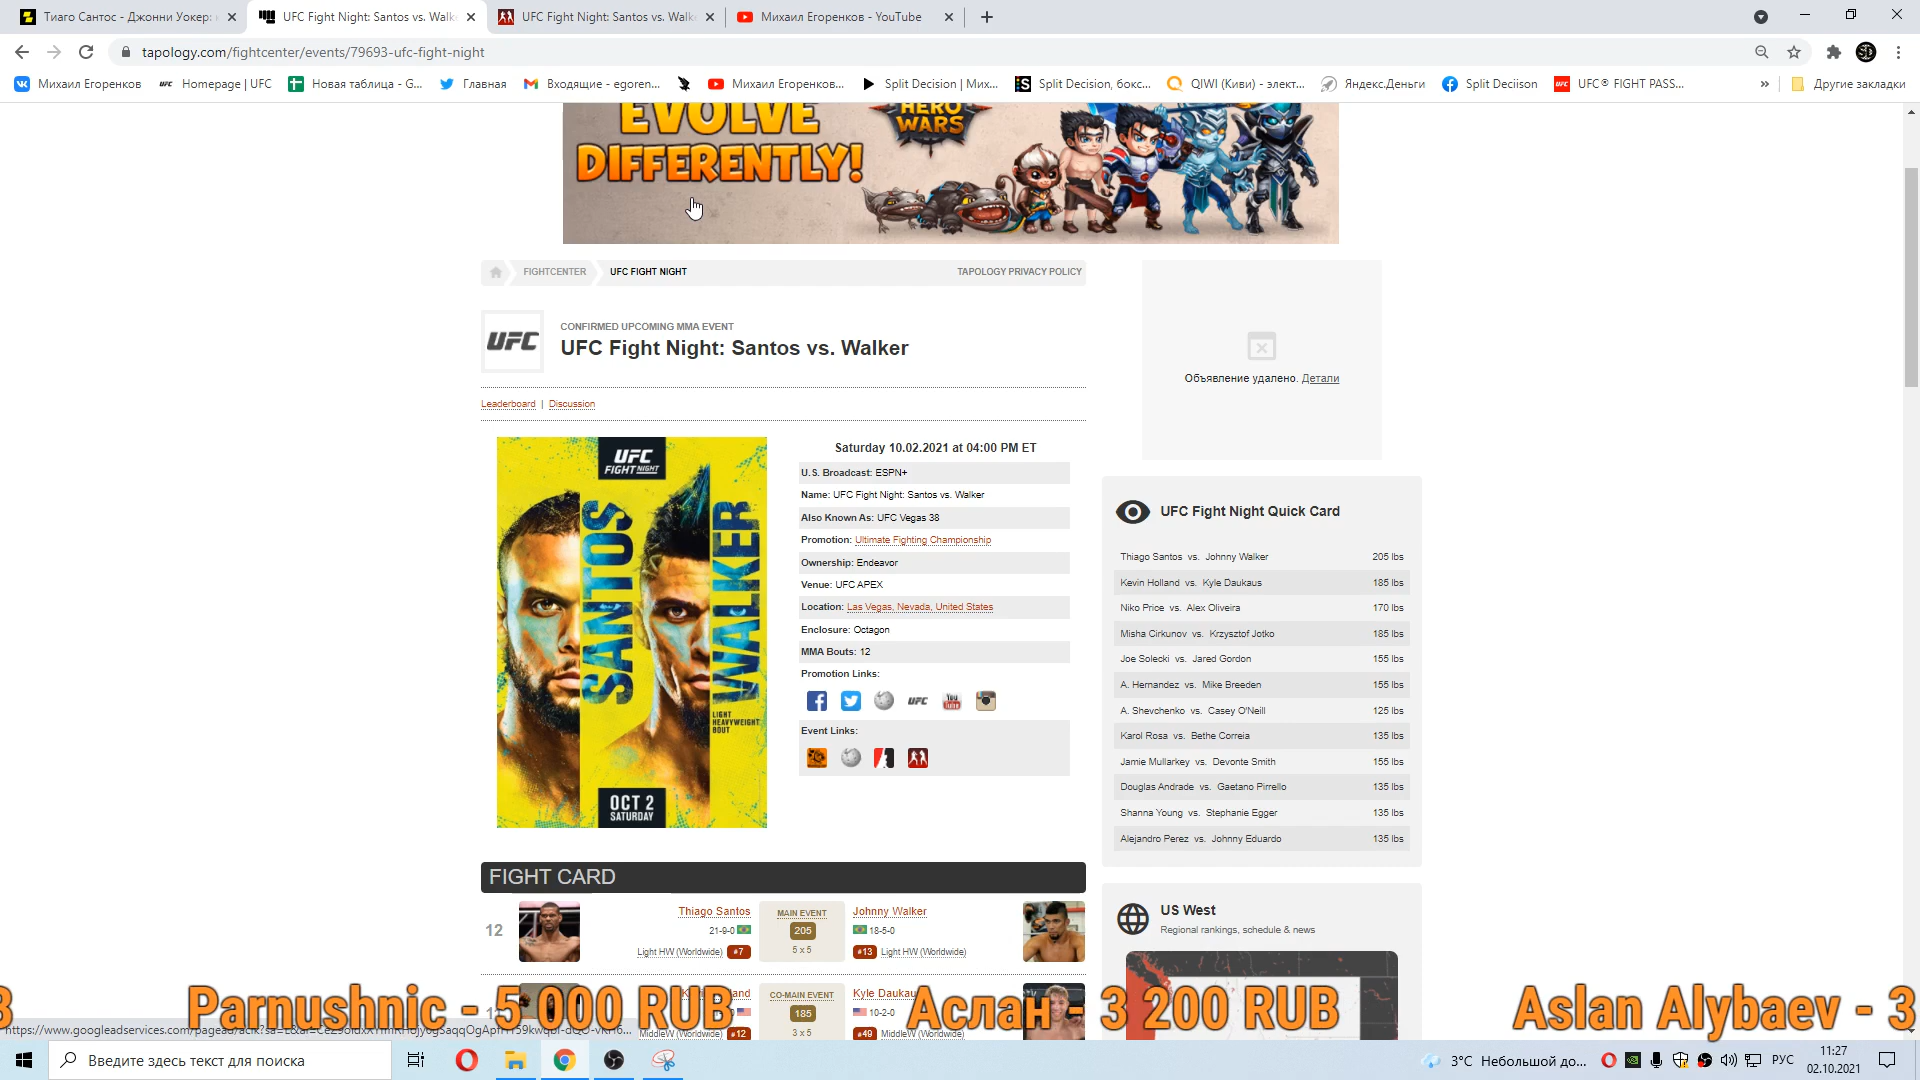 Тиаго Сантос - Джонни Уокер:
UFC Fight Night: Santos vs. Walk
UFC Fight Night: Santos vs. Walk
Михаил Егоренков - YouTube
tapology.com/fightcenter/events/79693-ufc-fight-night
Михаил Егоренков
Homepage | UFC
Новая таблица - G...
Главная
Входящие - egoren...
Михаил Егоренков...
Split Decision | Мих...
Split Decision, бокс...
QIWI (Киви) - элект...
Яндекс.Деньги
Split Deciison
UFC® FIGHT PASS...
»
Другие закладки
EVOLVE
DIFFERENTLY!
HERO
WARS
FIGHTCENTER
UFC FIGHT NIGHT
TAPOLOGY PRIVACY POLICY
UFC
CONFIRMED UPCOMING MMA EVENT
UFC Fight Night: Santos vs. Walker
Leaderboard | Discussion
Объявление удалено. Детали
UFC
FIGHT NIGHT
SANTOS
WALKER
LIGHT
HEAVYWEIGHT
BOUT
OCT 2
SATURDAY
Saturday 10.02.2021 at 04:00 PM ET
U.S. Broadcast: ESPN+
Name: UFC Fight Night: Santos vs. Walker
Also Known As: UFC Vegas 38
Promotion: Ultimate Fighting Championship
Ownership: Endeavor
Venue: UFC APEX
Location: Las Vegas, Nevada, United States
Enclosure: Octagon
MMA Bouts: 12
Promotion Links:
UFC
You
Tube
Event Links:
UFC Fight Night Quick Card
Thiago Santos vs. Johnny Walker 205 lbs
Kevin Holland vs. Kyle Daukaus 185 lbs
Niko Price vs. Alex Oliveira 170 lbs
Misha Cirkunov vs. Krzysztof Jotko 185 lbs
Joe Solecki vs. Jared Gordon 155 lbs
A. Hernandez vs. Mike Breeden 155 lbs
A. Shevchenko vs. Casey O'Neill 125 lbs
Karol Rosa vs. Bethe Correia 135 lbs
Jamie Mullarkey vs. Devonte Smith 155 lbs
Douglas Andrade vs. Gaetano Pirrello 135 lbs
Shanna Young vs. Stephanie Egger 135 lbs
Alejandro Perez vs. Johnny Eduardo 135 lbs
US West
Regional rankings, schedule & news
FIGHT CARD
12
Thiago Santos
21-9-0
Light HW (Worldwide) #7
MAIN EVENT
205
5 x 5
Johnny Walker
18-5-0
#13 Light HW (Worldwide)
CO-MAIN EVENT
185
3 x 5
Kyle Daukau
10-2-0
#49 MiddleW (Worldwide)
MiddleW (Worldwide) #12
3
Parnushnic - 5 000 RUB
Аслан - 3 200 RUB
Aslan Alybaev - 3
Введите здесь текст для поиска
3°C Небольшой до...
РУС
11:27
02.10.2021